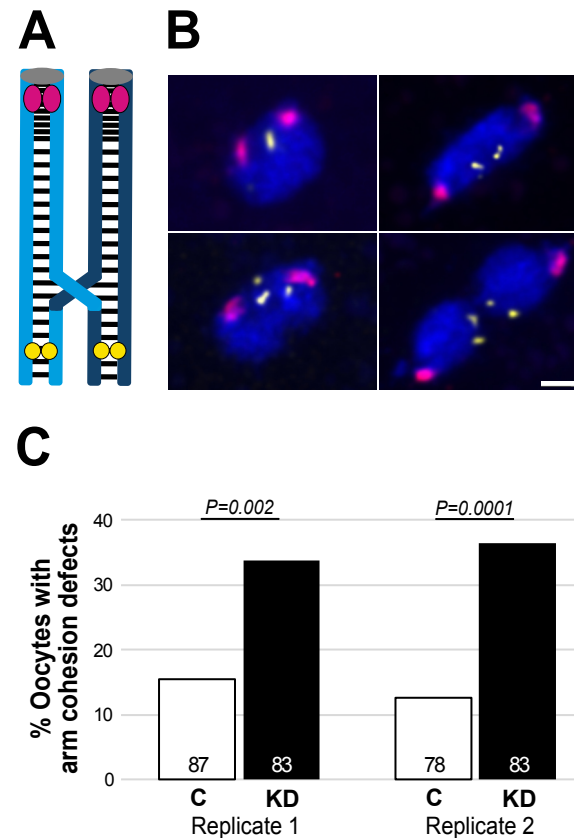 A
B
C
% Oocytes with
arm cohesion defects
40
30
20
10
0
P=0.002
P=0.0001
87
83
78
83
C
KD
C
KD
Replicate 1
Replicate 2